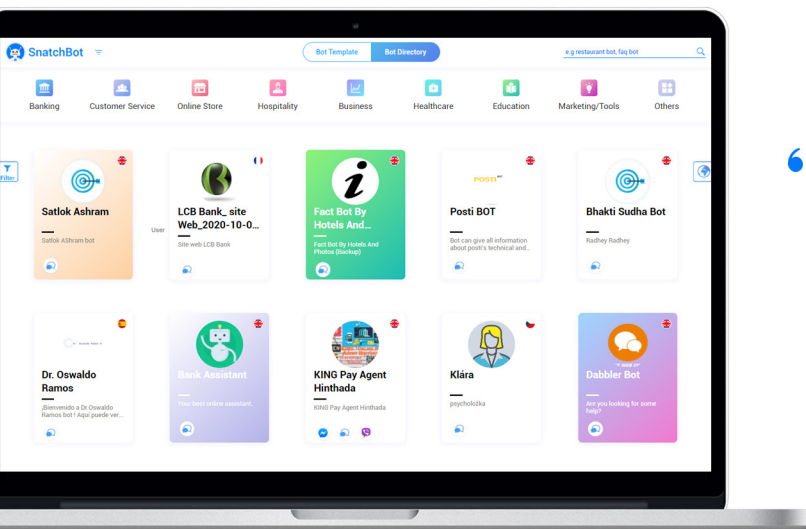 SnatchBot
Bot Template
Bot Directory
e.g restaurant bot, faq bot
Banking
Customer Service
Online Store
Hospitality
Business
Healthcare
Education
Marketing/Tools
Others
Filter
Satlok Ashram
Satlok AShram bot
User
LCB Bank_ site
Web_2020-10-0...
Site web LCB Bank
i
Fact Bot By
Hotels And...
Fact Bot By Hotels And
Photos (Backup)
POSTI
Posti BOT
Bot can give all information
about posti's technical and...
Bhakti Sudha Bot
Radhey Radhey
Dr. Oswaldo
Ramos
¡Bienvenido a Dr.Oswaldo
Ramos bot ! Aquí puede ver...
Bank Assistant
Your best online assistant
KING Pay Agent
Hinthada
KING Pay Agent Hinthada
Klára
psycholožka
Dabbler Bot
Are you looking for some
help?